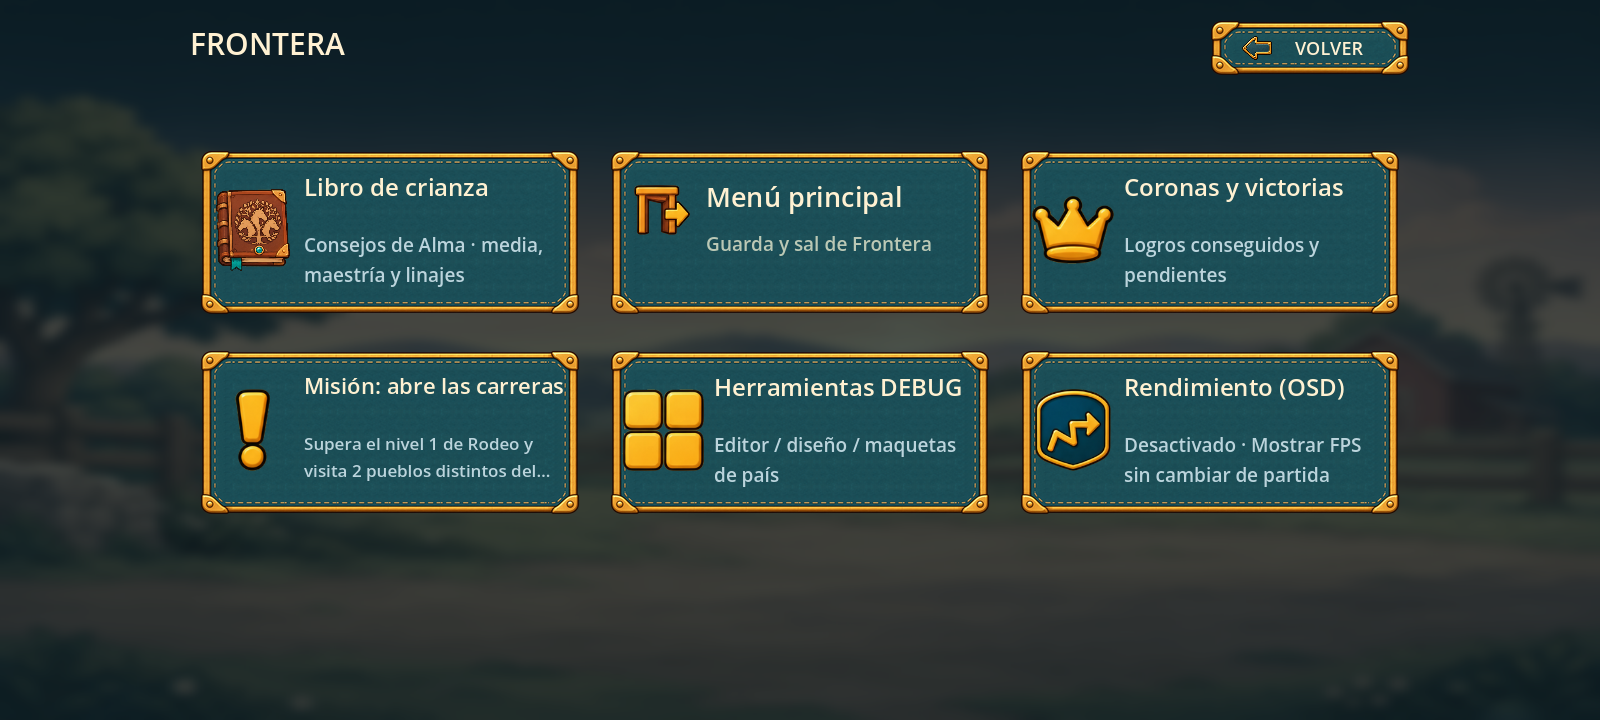 FRONTERA
VOLVER
Libro de crianza
Consejos de Alma · media,
maestría y linajes
Menú principal
Guarda y sal de Frontera
Coronas y victorias
Logros conseguidos y
pendientes
Misión: abre las carreras
Supera el nivel 1 de Rodeo y
visita 2 pueblos distintos del...
Herramientas DEBUG
Editor / diseño / maquetas
de país
Rendimiento (OSD)
Desactivado · Mostrar FPS
sin cambiar de partida